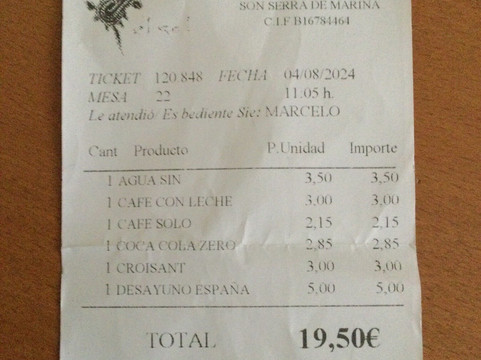 SON SERRA DE MARINA
C.I.F B16784464
TICKET 120.848 FECHA 04/08/2024
MESA 22 11.05 h.
Le atendió/ Es bediente Sie: MARCELO
Cant Producto P.Unidad Importe
1 AGUA SIN 3,50 3,50
1 CAFE CON LECHE 3,00 3,00
1 CAFE SOLO 2,15 2,15
1 COCA COLA ZERO 2,85 2,85
1 CROISANT 3,00 3,00
1 DESAYUNO ESPAÑA 5,00 5,00
TOTAL 19,50€